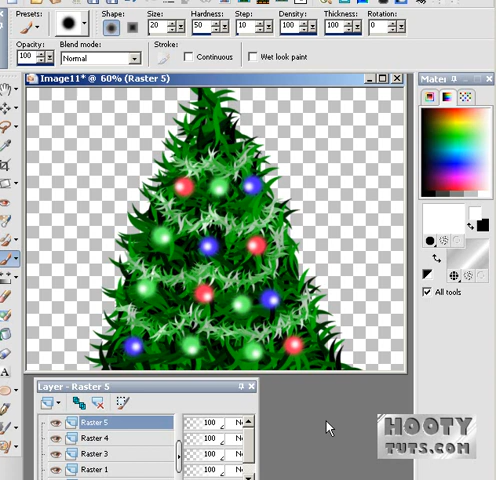 Presets: Shape: Size: Hardness: Step: Density: Thickness: Rotation:
20 50 10 100 100 0
Opacity: Blend mode: Stroke:
100 Normal Continuous Wet look paint
Image11* @ 60% (Raster 5)
Mater
All tools
A
Layer - Raster 5
Raster 5 100
Raster 4 100
Raster 3 100
Raster 1 100
HOOTY
TUTS.COM